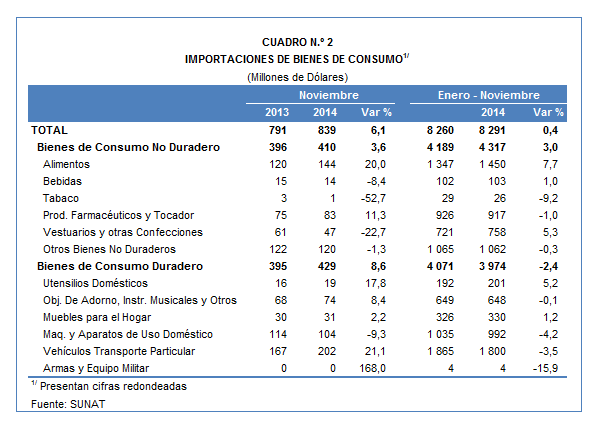 CUADRO N.º 2
IMPORTACIONES DE BIENES DE CONSUMO1/
(Millones de Dólares)
Noviembre Enero - Noviembre
2013 2014 Var % 2014 Var %
TOTAL 791 839 6,1 8 260 8 291 0,4
Bienes de Consumo No Duradero 396 410 3,6 4 189 4 317 3,0
Alimentos 120 144 20,0 1 347 1 450 7,7
Bebidas 15 14 -8,4 102 103 1,0
Tabaco 3 1 -52,7 29 26 -9,2
Prod. Farmacéuticos y Tocador 75 83 11,3 926 917 -1,0
Vestuarios y otras Confecciones 61 47 -22,7 721 758 5,3
Otros Bienes No Duraderos 122 120 -1,3 1 065 1 062 -0,3
Bienes de Consumo Duradero 395 429 8,6 4 071 3 974 -2,4
Utensilios Domésticos 16 19 17,8 192 201 5,2
Obj. De Adorno, Instr. Musicales y Otros 68 74 8,4 649 648 -0,1
Muebles para el Hogar 30 31 2,2 326 330 1,2
Maq. y Aparatos de Uso Doméstico 114 104 -9,3 1 035 992 -4,2
Vehículos Transporte Particular 167 202 21,1 1 865 1 800 -3,5
Armas y Equipo Militar 0 0 168,0 4 4 -15,9
1/ Presentan cifras redondeadas
Fuente: SUNAT